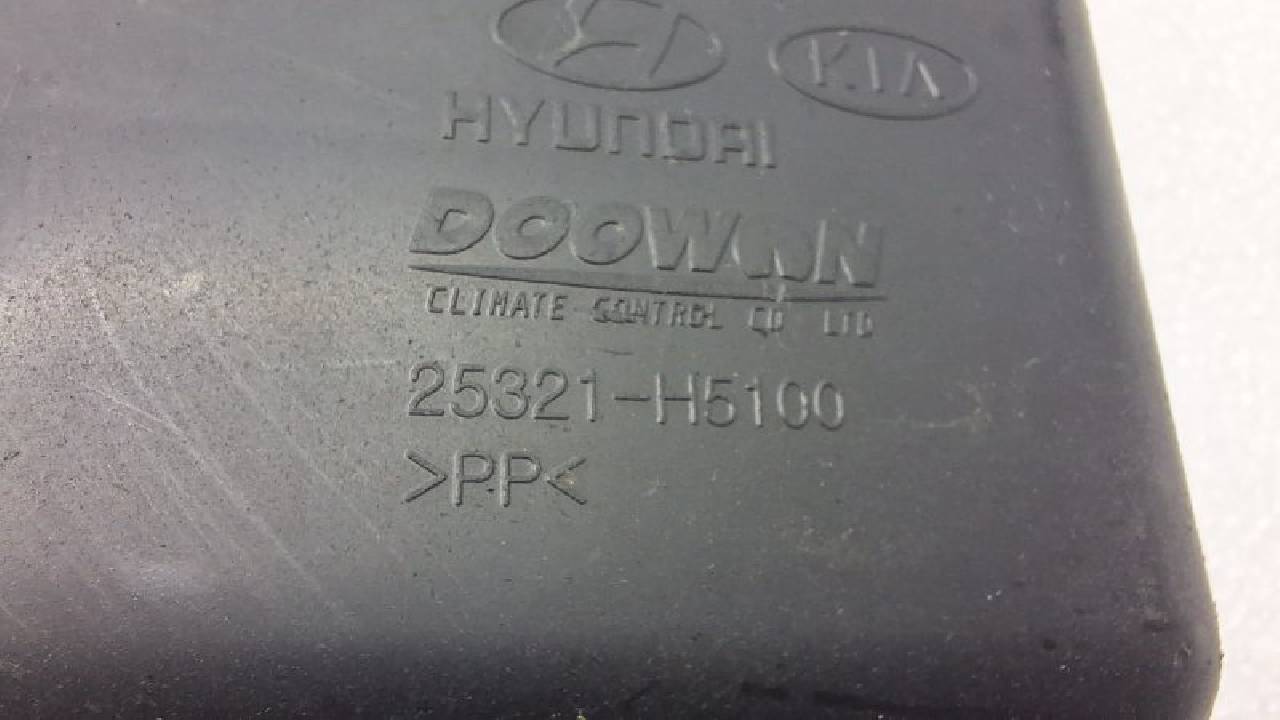 KIA
HYUNDAI
DOOWON
CLIMATE CONTROL CO LTD
25321-H5100
>PP<